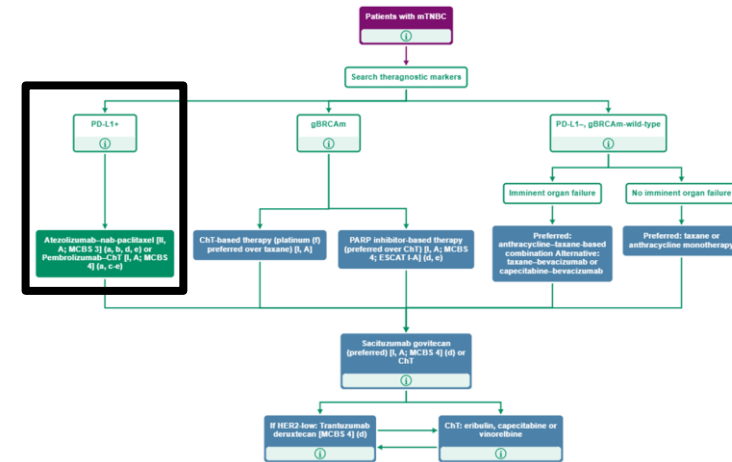 Patients with mTNBC
Search theragnostic markers
PD-L1+
gBRCAm
PD-L1–, gBRCAm-wild-type
Imminent organ failure
No imminent organ failure
Atezolizumab–nab-paclitaxel [II,
A; MCBS 3] (a, b, d, e) or
Pembrolizumab–ChT [I, A; MCBS
4] (a, c-e)
ChT-based therapy (platinum (f)
preferred over taxane) [I, A]
PARP inhibitor-based therapy
(preferred over ChT) [I, A; MCBS
4; ESCAT I-A] (d, e)
Preferred:
anthracycline–taxane-based
combination Alternative:
taxane–bevacizumab or
capecitabine–bevacizumab
Preferred: taxane or
anthracycline monotherapy
Sacituzumab govitecan
(preferred) [I, A; MCBS 4] (d) or
ChT
If HER2-low: Trantuzumab
deruxtecan [MCBS 4] (d)
ChT: eribulin, capecitabine or
vinorelbine